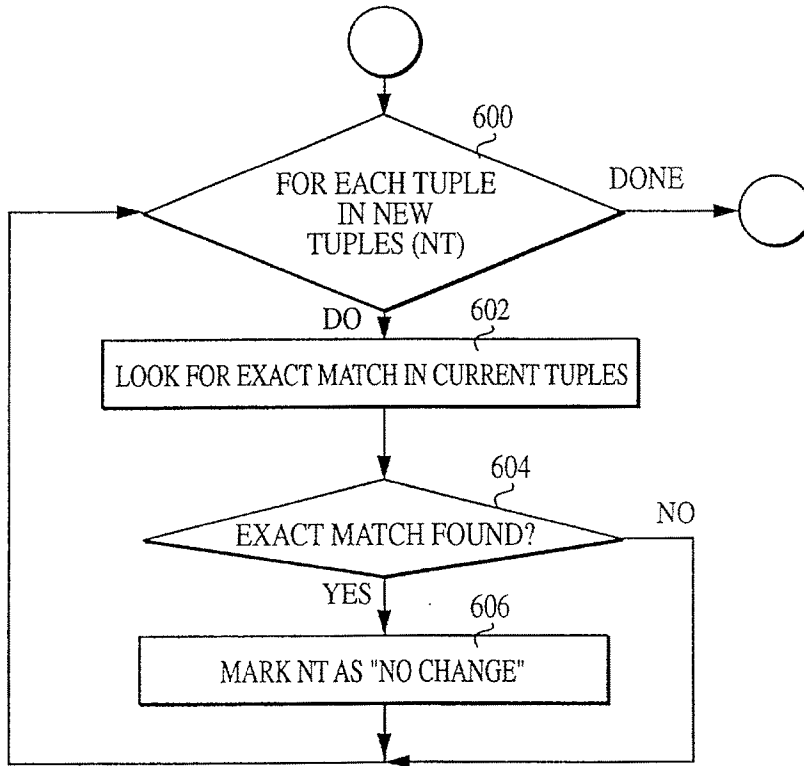 600
FOR EACH TUPLE
IN NEW
TUPLES (NT)
DONE
DO
602
LOOK FOR EXACT MATCH IN CURRENT TUPLES
604
EXACT MATCH FOUND?
NO
YES
606
MARK NT AS "NO CHANGE"